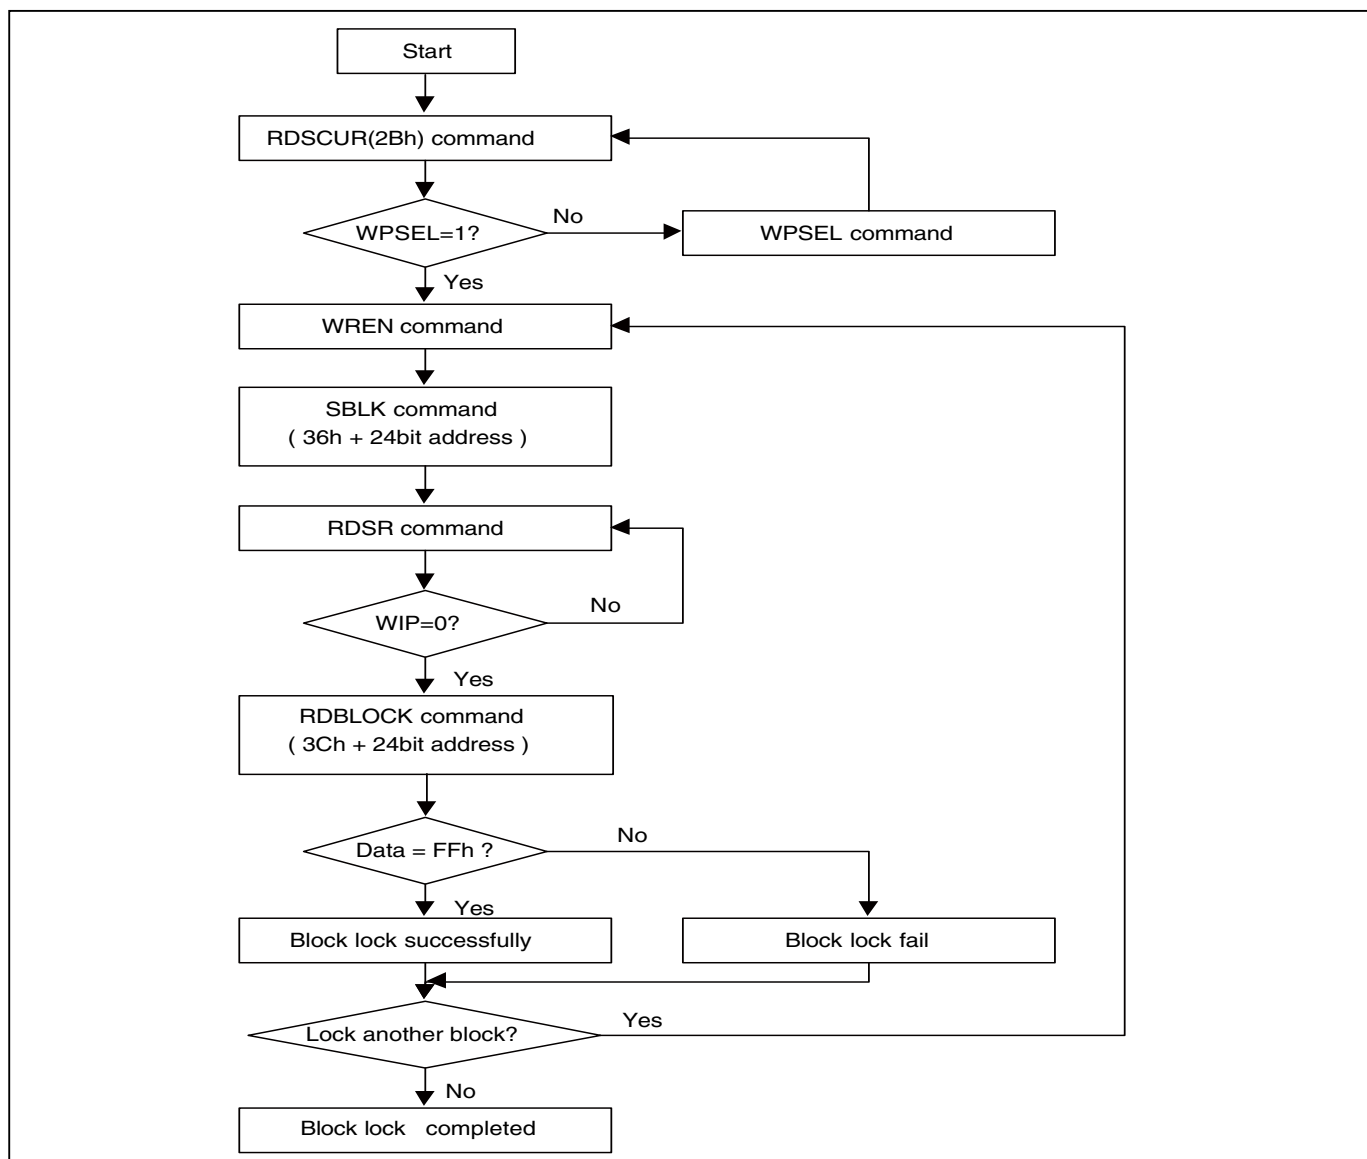 Start
RDSCUR(2Bh) command
WPSEL=1?
No
WPSEL command
Yes
WREN command
SBLK command
( 36h + 24bit address )
RDSR command
WIP=0?
No
Yes
RDBLOCK command
( 3Ch + 24bit address )
Data = FFh ?
No
Yes
Block lock successfully
Block lock fail
Lock another block?
Yes
No
Block lock completed